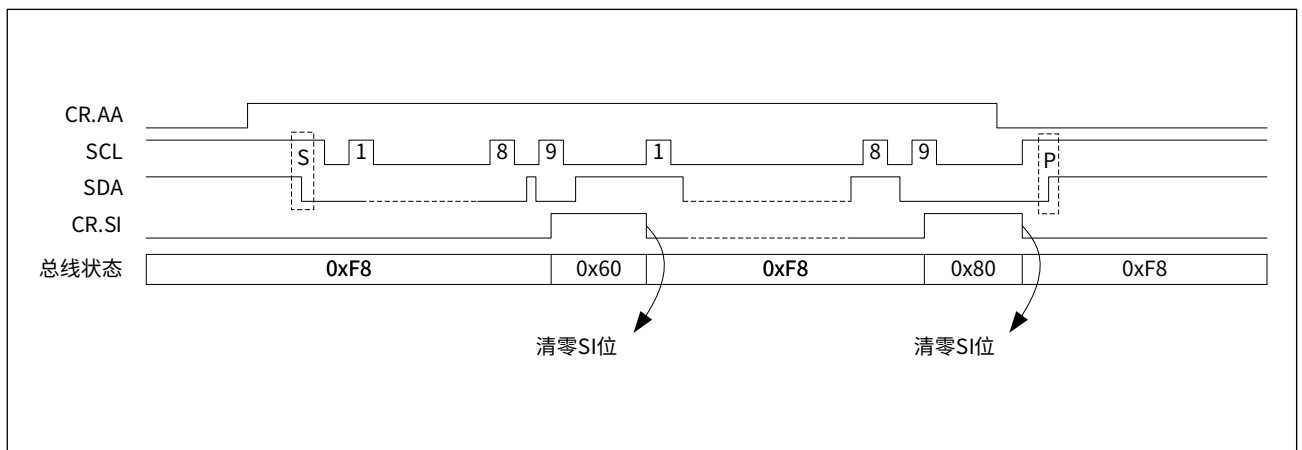 CR.AA
SCL S 1 8 9 1 8 9 P
SDA
CR.SI
总线状态 0xF8 0x60 0xF8 0x80 0xF8
清零SI位 清零SI位